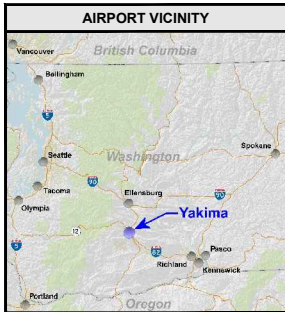 AIRPORT VICINITY
Vancouver
British Columbia
Bellingham
5
Seattle
Washington
Spokane
Tacoma
90
Ellensburg
90
Olympia
Yakima
12
5
82
Pasco
Richland
Kennewick
Portland
Oregon